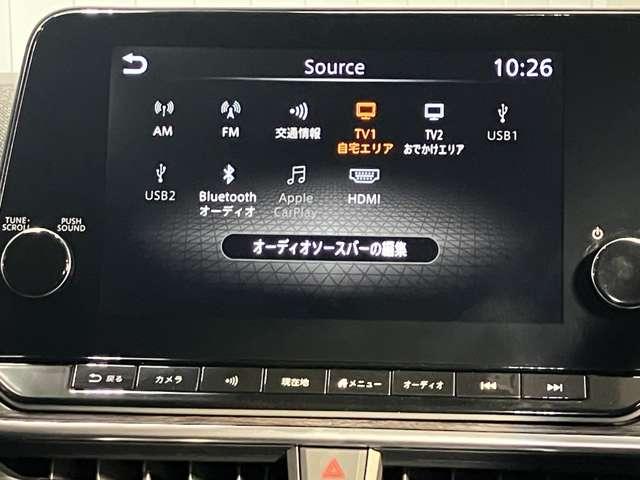 Source
10:26
AM
FM
交通情報
TV1
自宅エリア
TV2
おでかけエリア
USB1
USB2
Bluetooth
オーディオ
Apple
CarPlay
HDMI
オーディオソースバーの編集
TUNE・
SCROLL
PUSH
SOUND
戻る
カメラ
現在地
メニュー
オーディオ